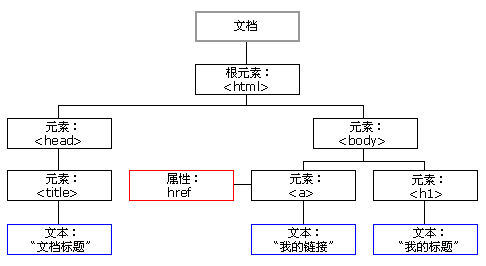 文档
根元素：
<html>
元素：
<head>
元素：
<body>
元素：
<title>
属性：
href
元素：
<a>
元素：
<h1>
文本：
“文档标题”
文本：
“我的链接”
文本：
“我的标题”